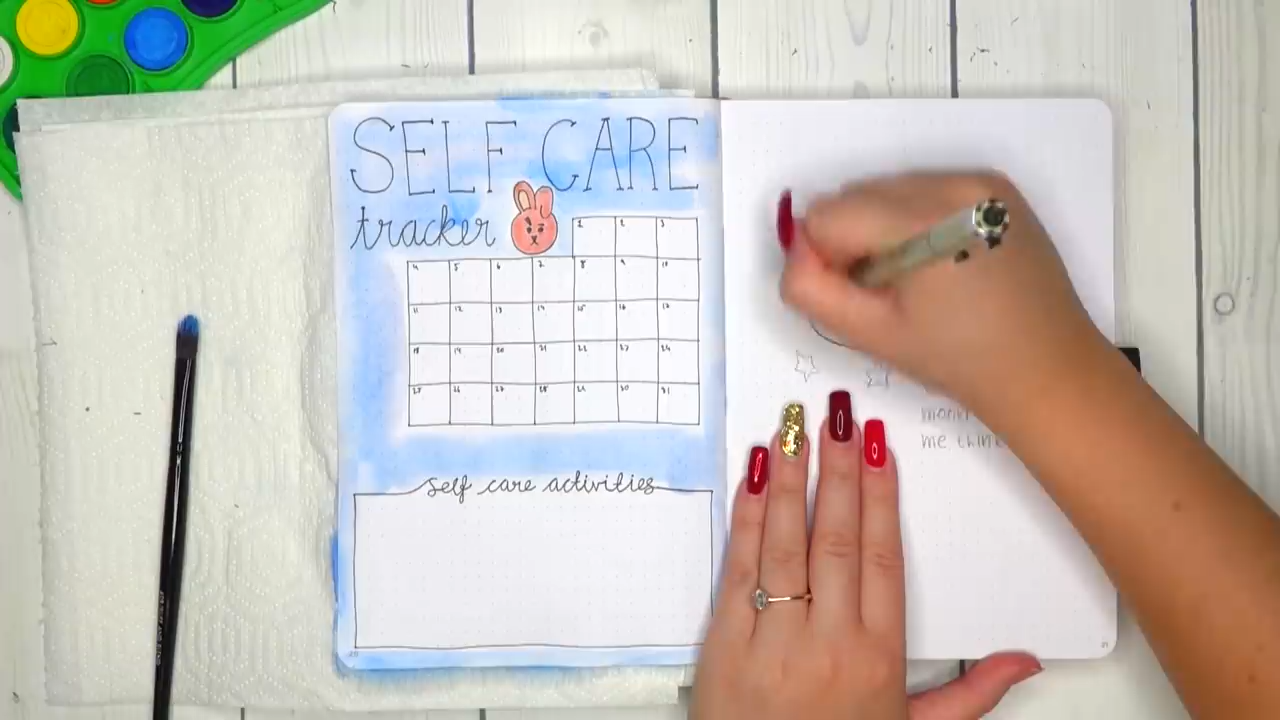 SELF CARE
tracker
1 2 3
4 5 6 7 8 9 10
11 12 13 14 15 16 17
18 19 20 21 22 23 24
25 26 27 28 29 30 31
self care activities
me